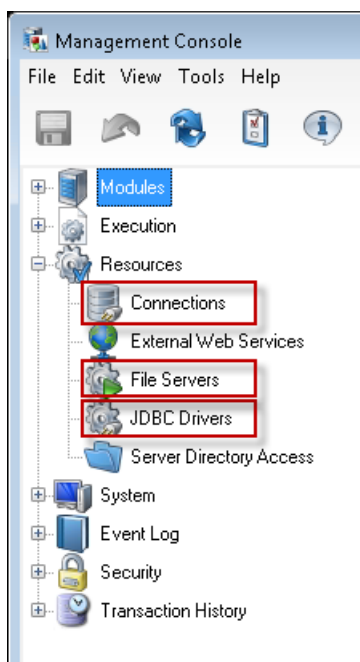 Management Console
File Edit View Tools Help
Modules
Execution
Resources
Connections
External Web Services
File Servers
JDBC Drivers
Server Directory Access
System
Event Log
Security
Transaction History